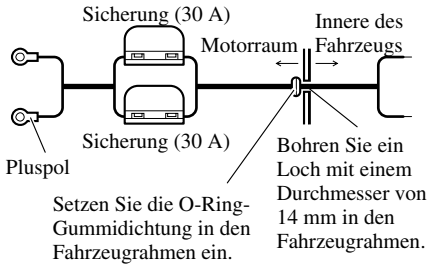 Sicherung (30 A)
Innere des
Motorraum
Fahrzeugs
Sicherung (30 A)
Pluspol
Setzen Sie die O-Ring-
Gummidichtung in den
Fahrzeugrahmen ein.
Bohren Sie ein
Loch mit einem
Durchmesser von
14 mm in den
Fahrzeugrahmen.